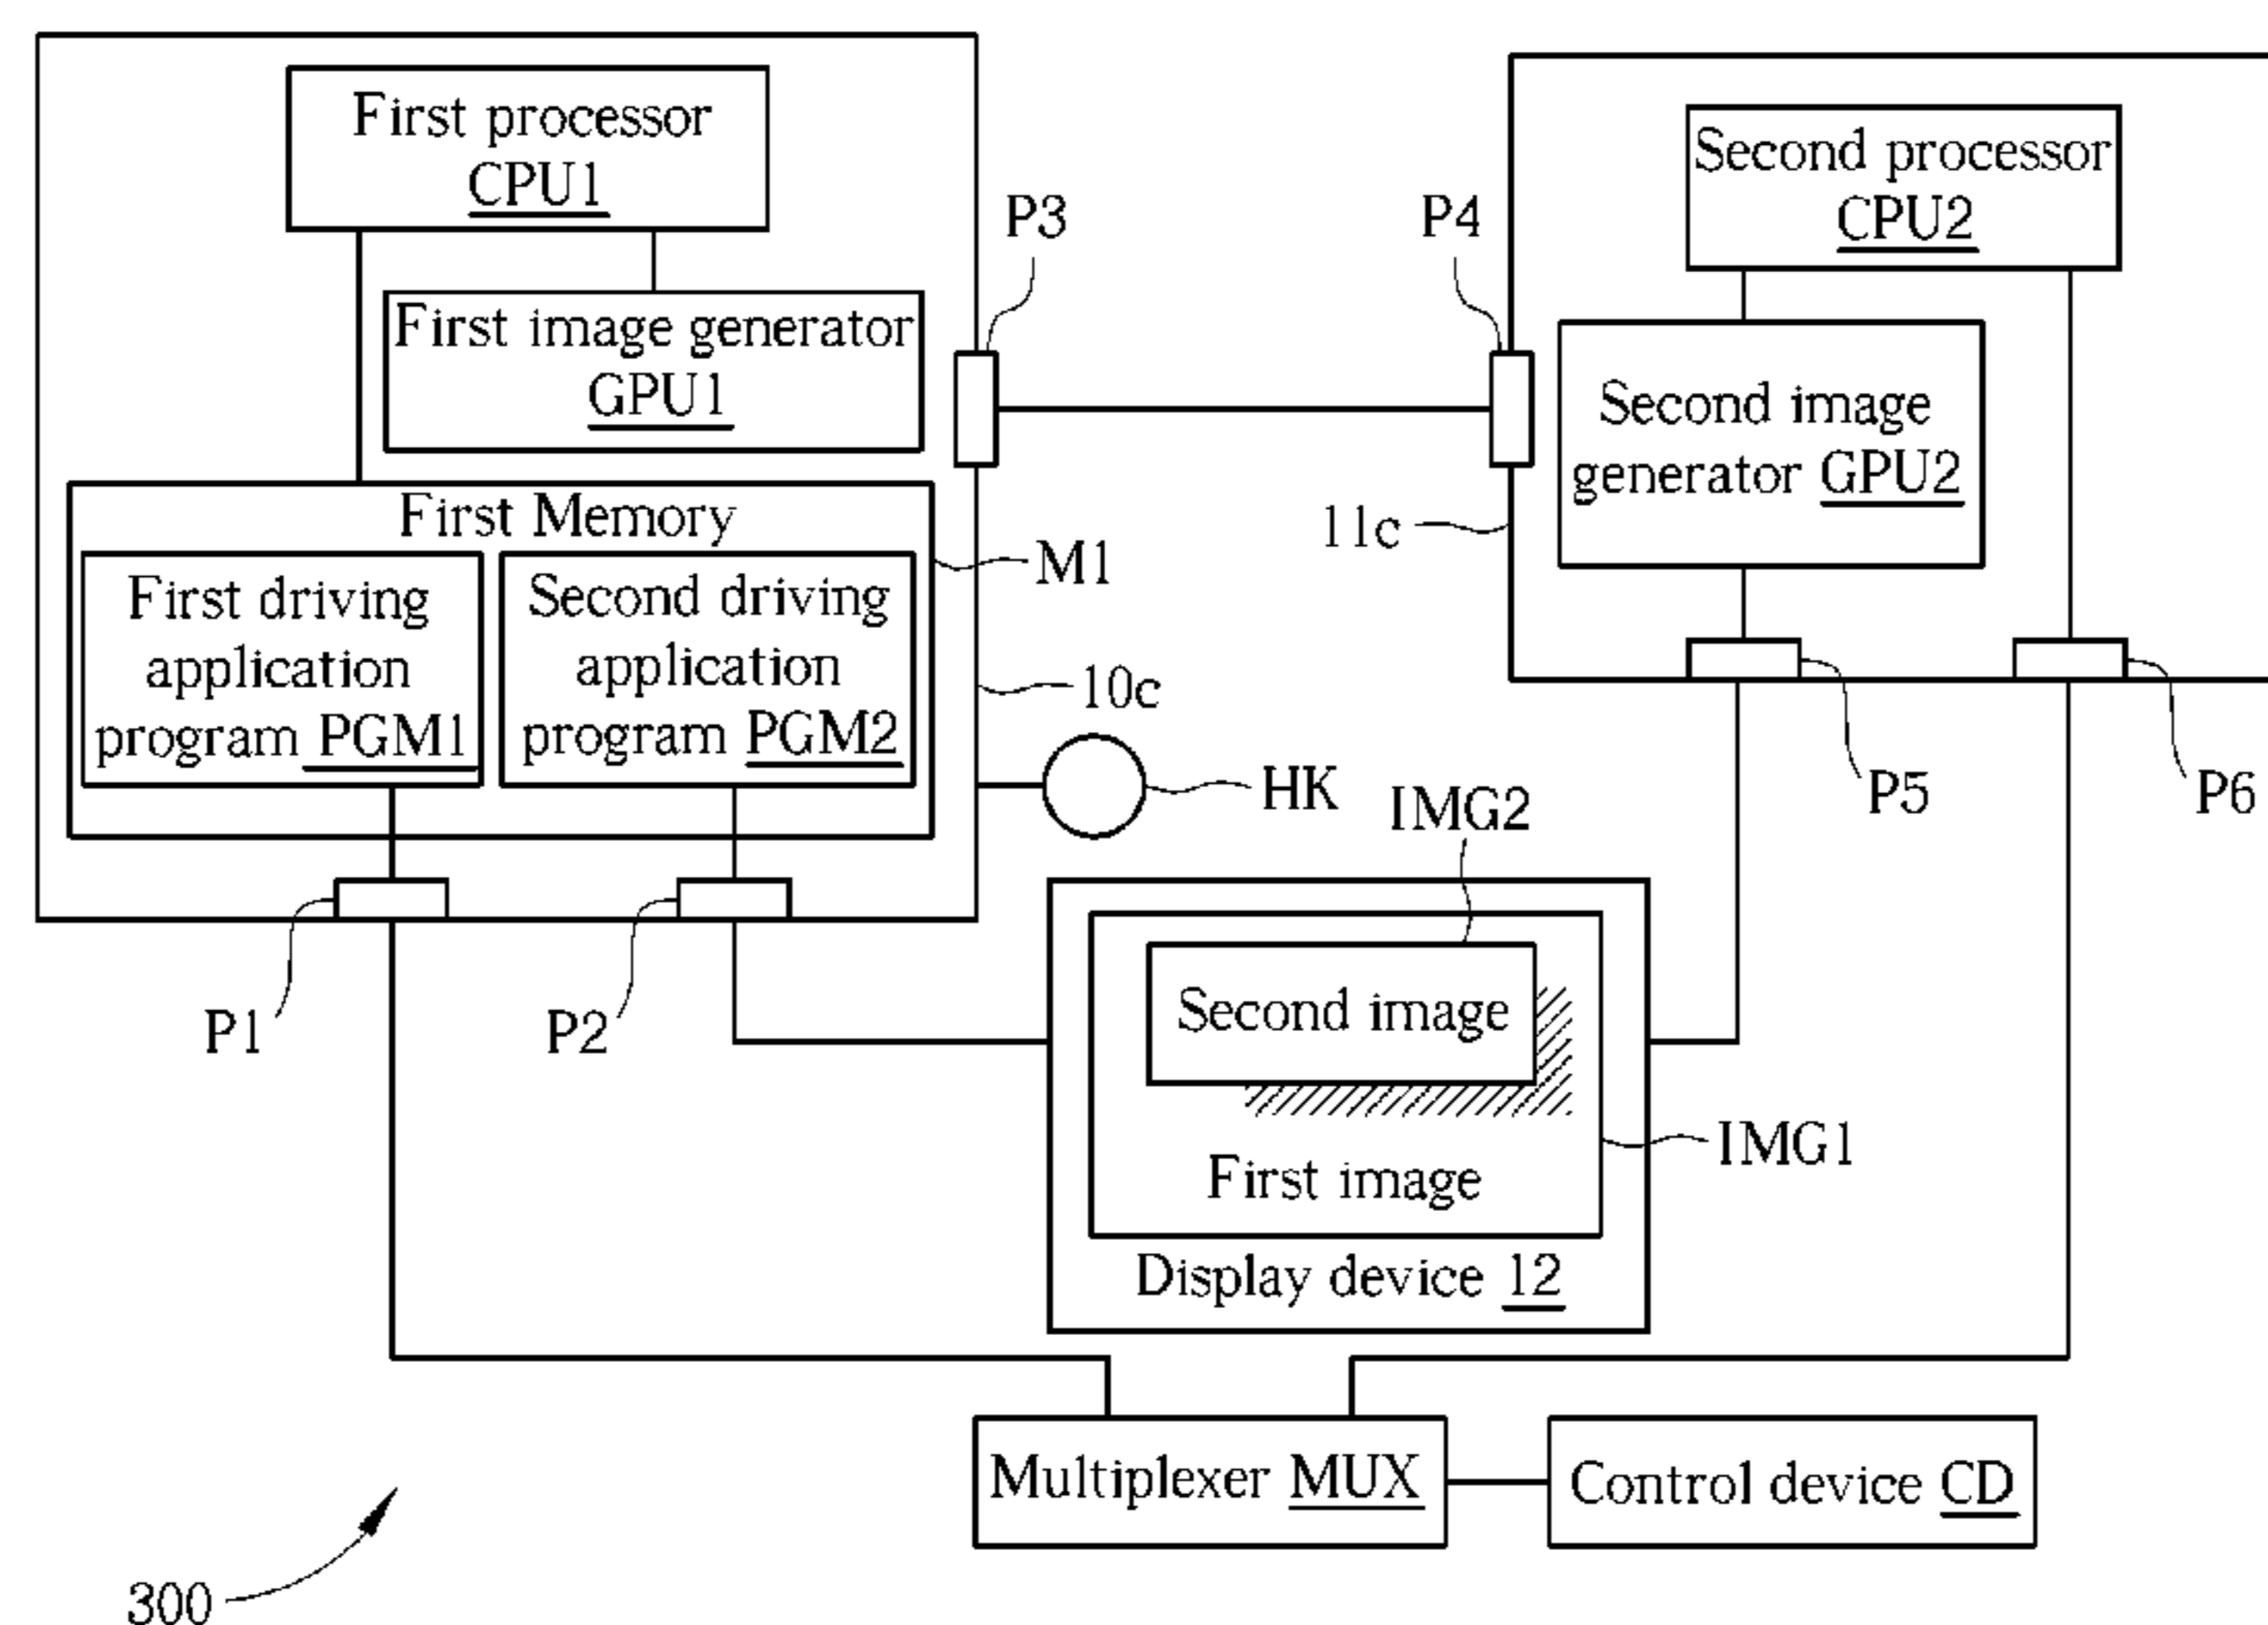 First processor
CPU1
First image generator
GPU1
First Memory
First driving
application
program PGM1
Second driving
application
program PGM2
P3
P4
Second processor
CPU2
Second image
generator GPU2
M1
11c
10c
HK
P5
P6
IMG2
P1
P2
Second image
First image
IMG1
Display device 12
Multiplexer MUX
Control device CD
300